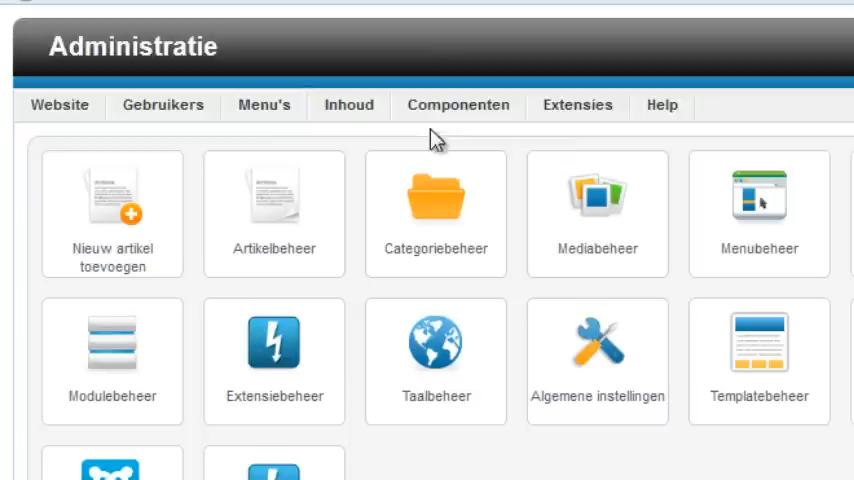 Administratie
Website Gebruikers Menu's Inhoud Componenten Extensies Help
Nieuw artikel
toevoegen
Artikelbeheer
Categoriebeheer
Mediabeheer
Menubeheer
Modulebeheer
Extensiebeheer
Taalbeheer
Algemene instellingen
Templatebeheer